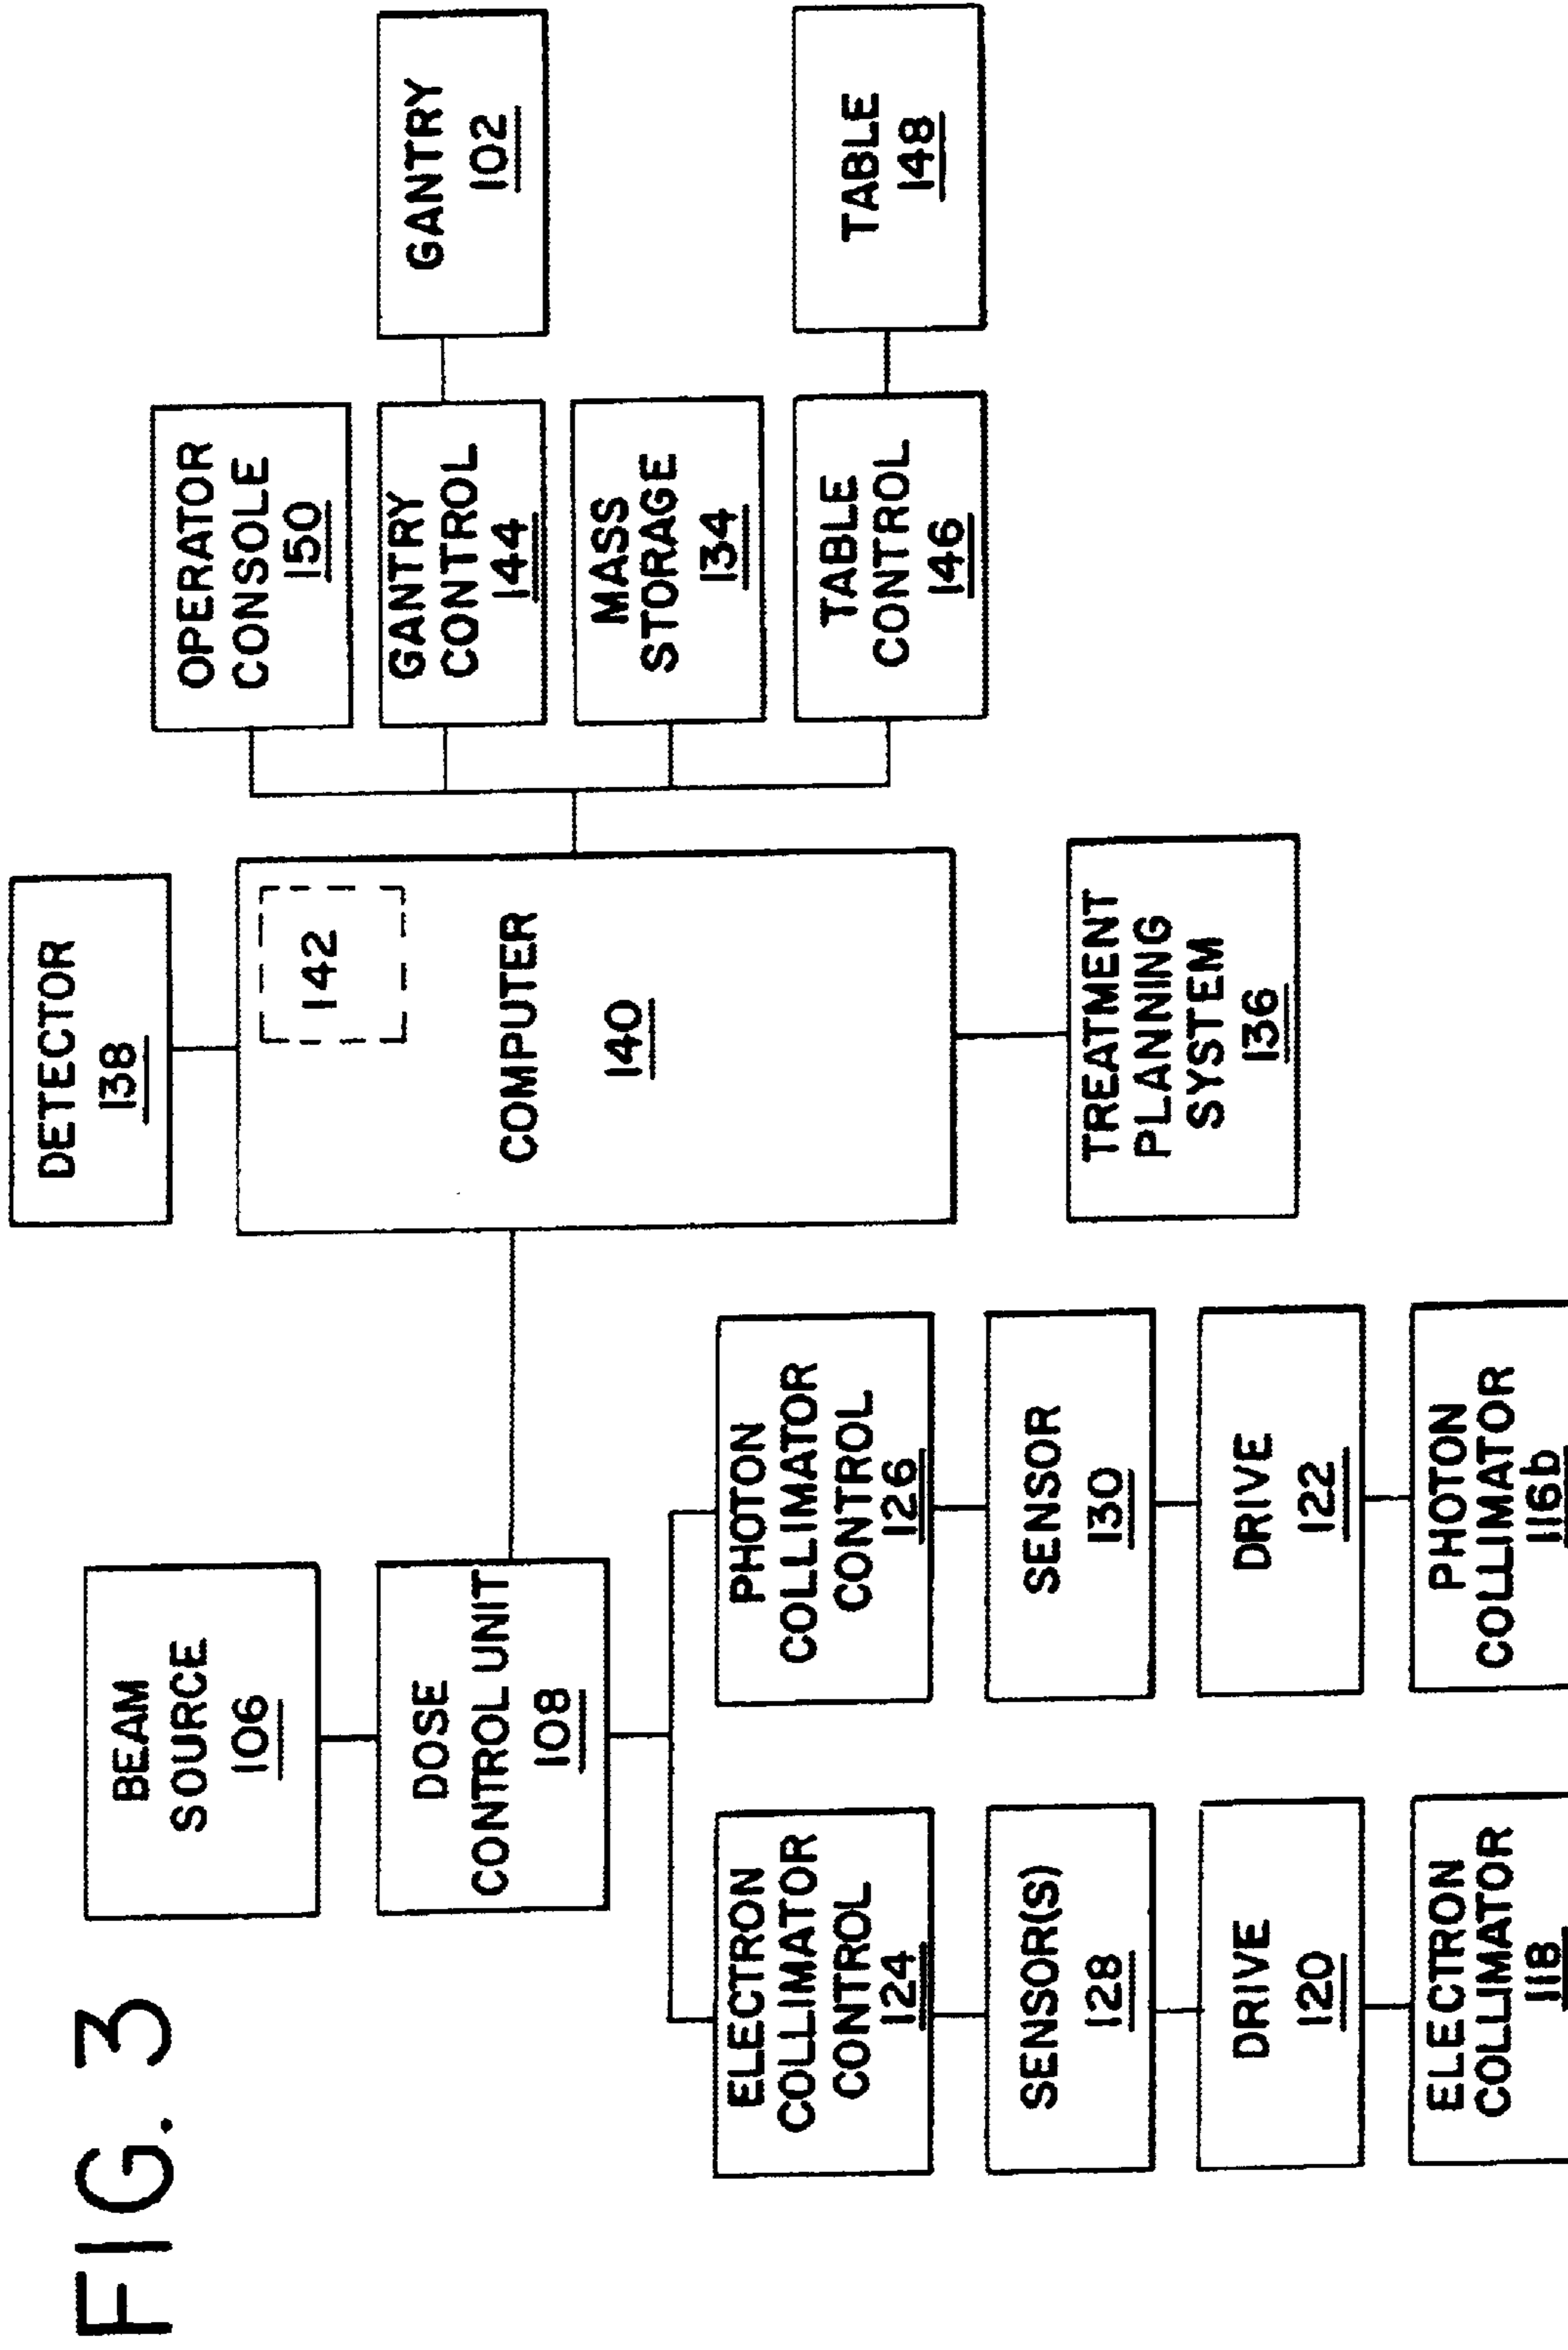 FIG. 3
BEAM
SOURCE
106
DOSE
CONTROL UNIT
108
ELECTRON
COLLIMATOR
CONTROL
124
SENSOR(S)
128
DRIVE
120
ELECTRON
COLLIMATOR
118
PHOTON
COLLIMATOR
CONTROL
126
SENSOR
130
DRIVE
122
PHOTON
COLLIMATOR
116b
DETECTOR
138
142
COMPUTER
140
TREATMENT
PLANNING
SYSTEM
136
OPERATOR
CONSOLE
150
GANTRY
CONTROL
144
MASS
STORAGE
134
TABLE
CONTROL
146
GANTRY
102
TABLE
148